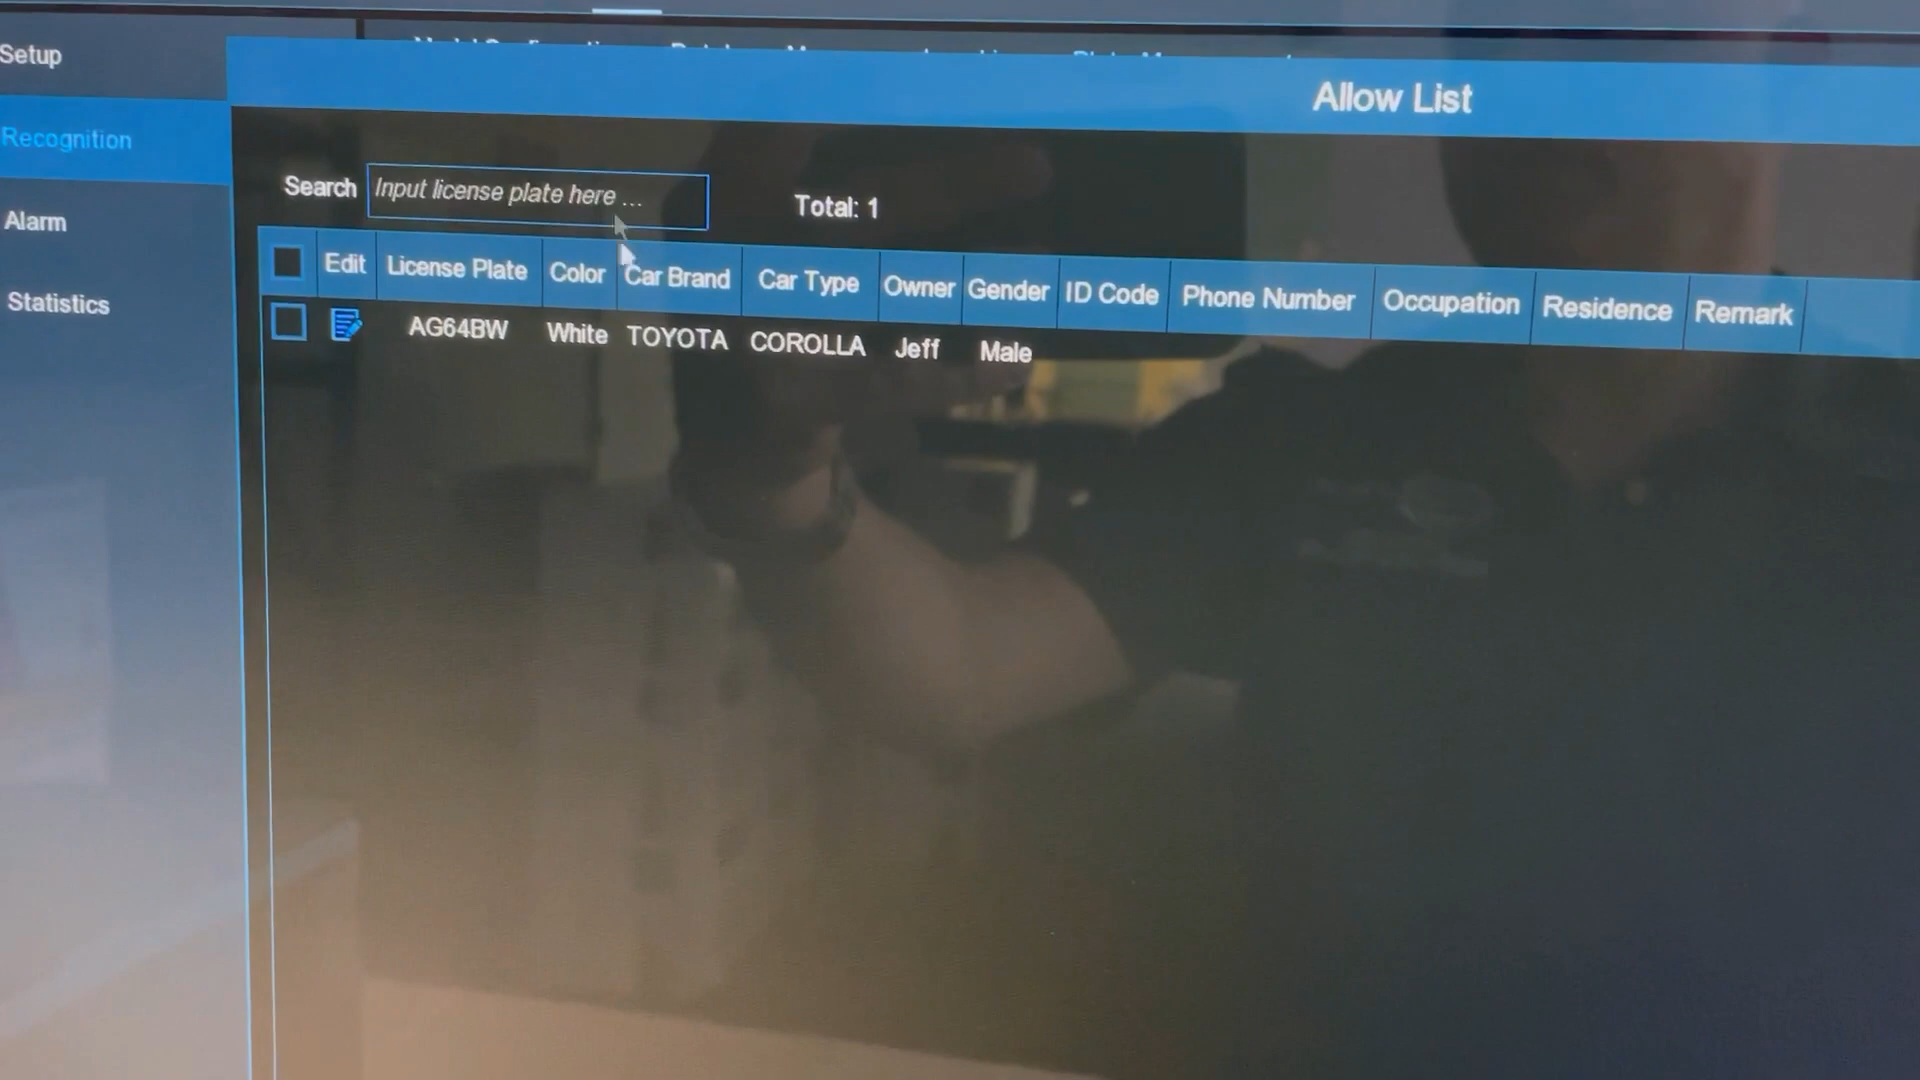 Setup
Allow List
Recognition
Search Input license plate here ... Total: 1
Alarm
Edit License Plate Color Car Brand Car Type Owner Gender ID Code Phone Number Occupation Residence Remark
Statistics
AG64BW White TOYOTA COROLLA Jeff Male